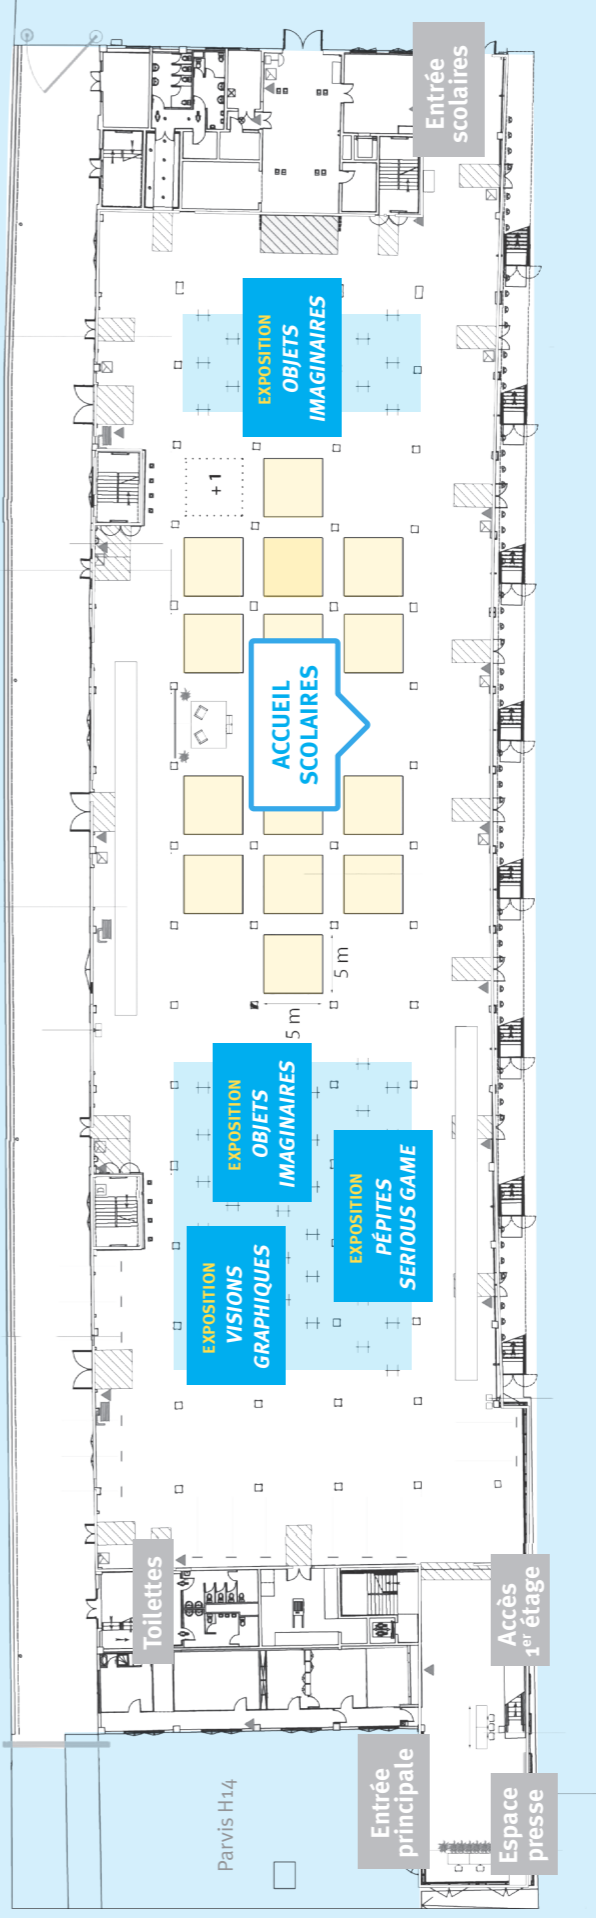 Entrée
scolaires
EXPOSITION
OBJETS
IMAGINAIRES
+ 1
ACCUEIL
SCOLAIRES
5 m
5 m
EXPOSITION
OBJETS
IMAGINAIRES
EXPOSITION
PÉPITES
SERIOUS GAME
EXPOSITION
VISIONS
GRAPHIQUES
Toilettes
Accès
1er étage
Entrée
principale
Parvis H14
Espace
presse